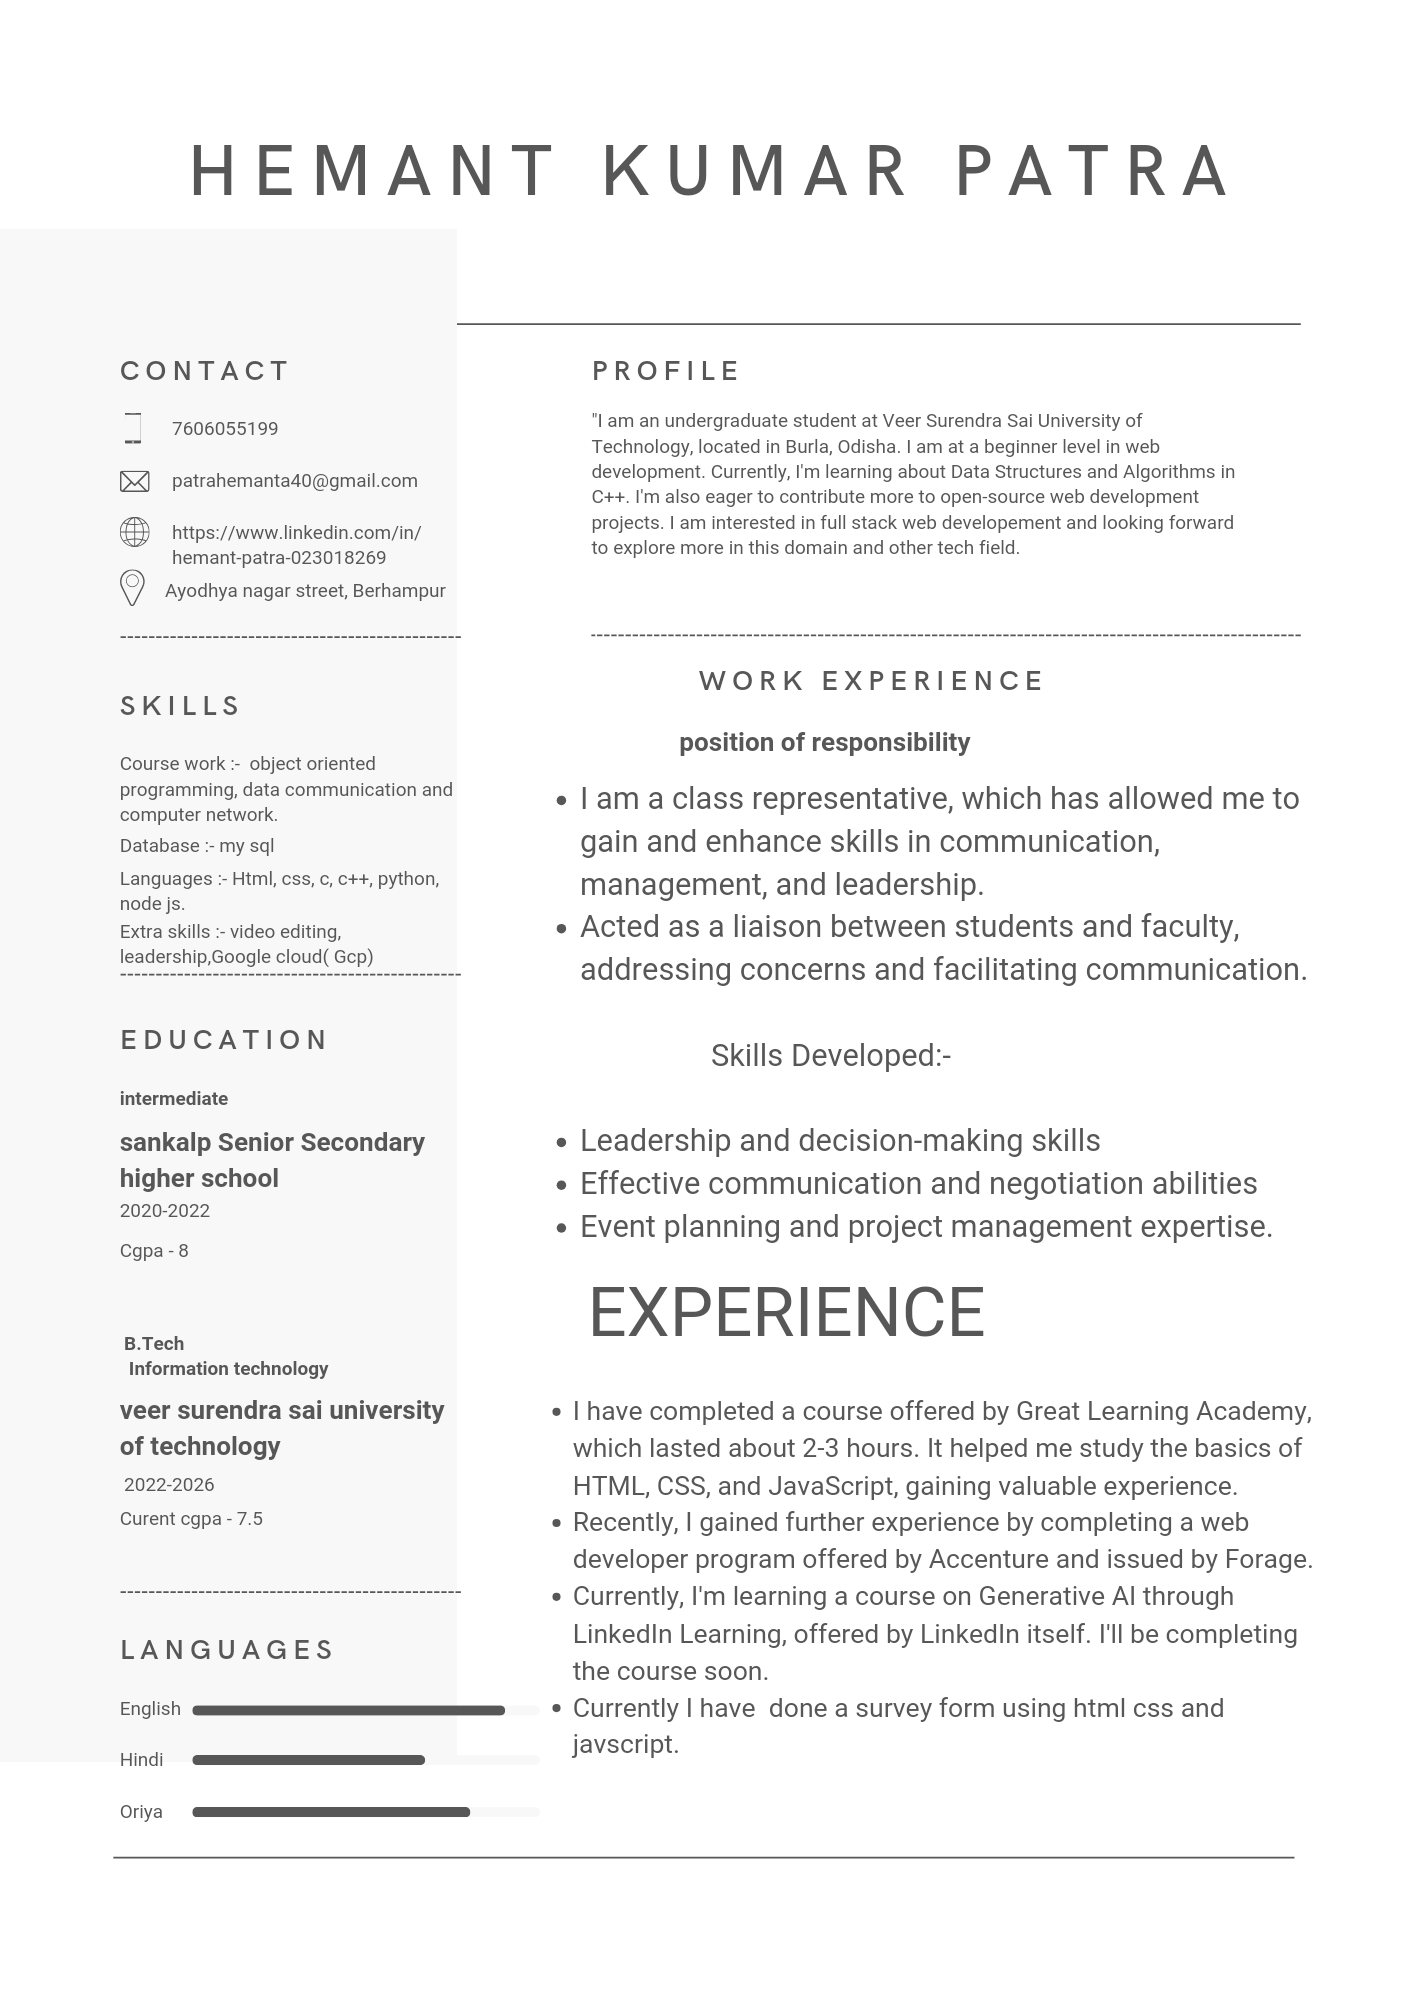 HEMANT KUMAR PATRA
CONTACT
7606055199
patrahemanta40@gmail.com
https://www.linkedin.com/in/
hemant-patra-023018269
Ayodhya nagar street, Berhampur
SKILLS
Course work :-  object oriented
programming, data communication and
computer network.
Database :- my sql
Languages :- Html, css, c, c++, python,
node js.
Extra skills :- video editing,
leadership,Google cloud( Gcp)
EDUCATION
intermediate
sankalp Senior Secondary
higher school
2020-2022
Cgpa - 8
B.Tech
Information technology
veer surendra sai university
of technology
2022-2026
Curent cgpa - 7.5
LANGUAGES
English
Hindi
Oriya
PROFILE
"I am an undergraduate student at Veer Surendra Sai University of
Technology, located in Burla, Odisha. I am at a beginner level in web
development. Currently, I'm learning about Data Structures and Algorithms in
C++. I'm also eager to contribute more to open-source web development
projects. I am interested in full stack web developement and looking forward
to explore more in this domain and other tech field.
WORK EXPERIENCE
position of responsibility
• I am a class representative, which has allowed me to
gain and enhance skills in communication,
management, and leadership.
• Acted as a liaison between students and faculty,
addressing concerns and facilitating communication.
Skills Developed:-
• Leadership and decision-making skills
• Effective communication and negotiation abilities
• Event planning and project management expertise.
EXPERIENCE
• I have completed a course offered by Great Learning Academy,
which lasted about 2-3 hours. It helped me study the basics of
HTML, CSS, and JavaScript, gaining valuable experience.
• Recently, I gained further experience by completing a web
developer program offered by Accenture and issued by Forage.
• Currently, I'm learning a course on Generative AI through
LinkedIn Learning, offered by LinkedIn itself. I'll be completing
the course soon.
• Currently I have  done a survey form using html css and
javscript.